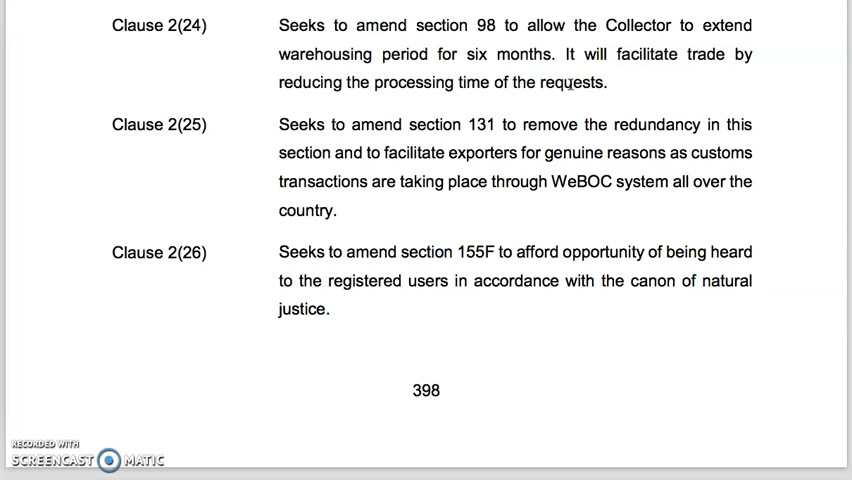 Clause 2(24) Seeks to amend section 98 to allow the Collector to extend
warehousing period for six months. It will facilitate trade by
reducing the processing time of the requests.
Clause 2(25) Seeks to amend section 131 to remove the redundancy in this
section and to facilitate exporters for genuine reasons as customs
transactions are taking place through WeBOC system all over the
country.
Clause 2(26) Seeks to amend section 155F to afford opportunity of being heard
to the registered users in accordance with the canon of natural
justice.
398
RECORDED WITH
SCREENCAST MATIC